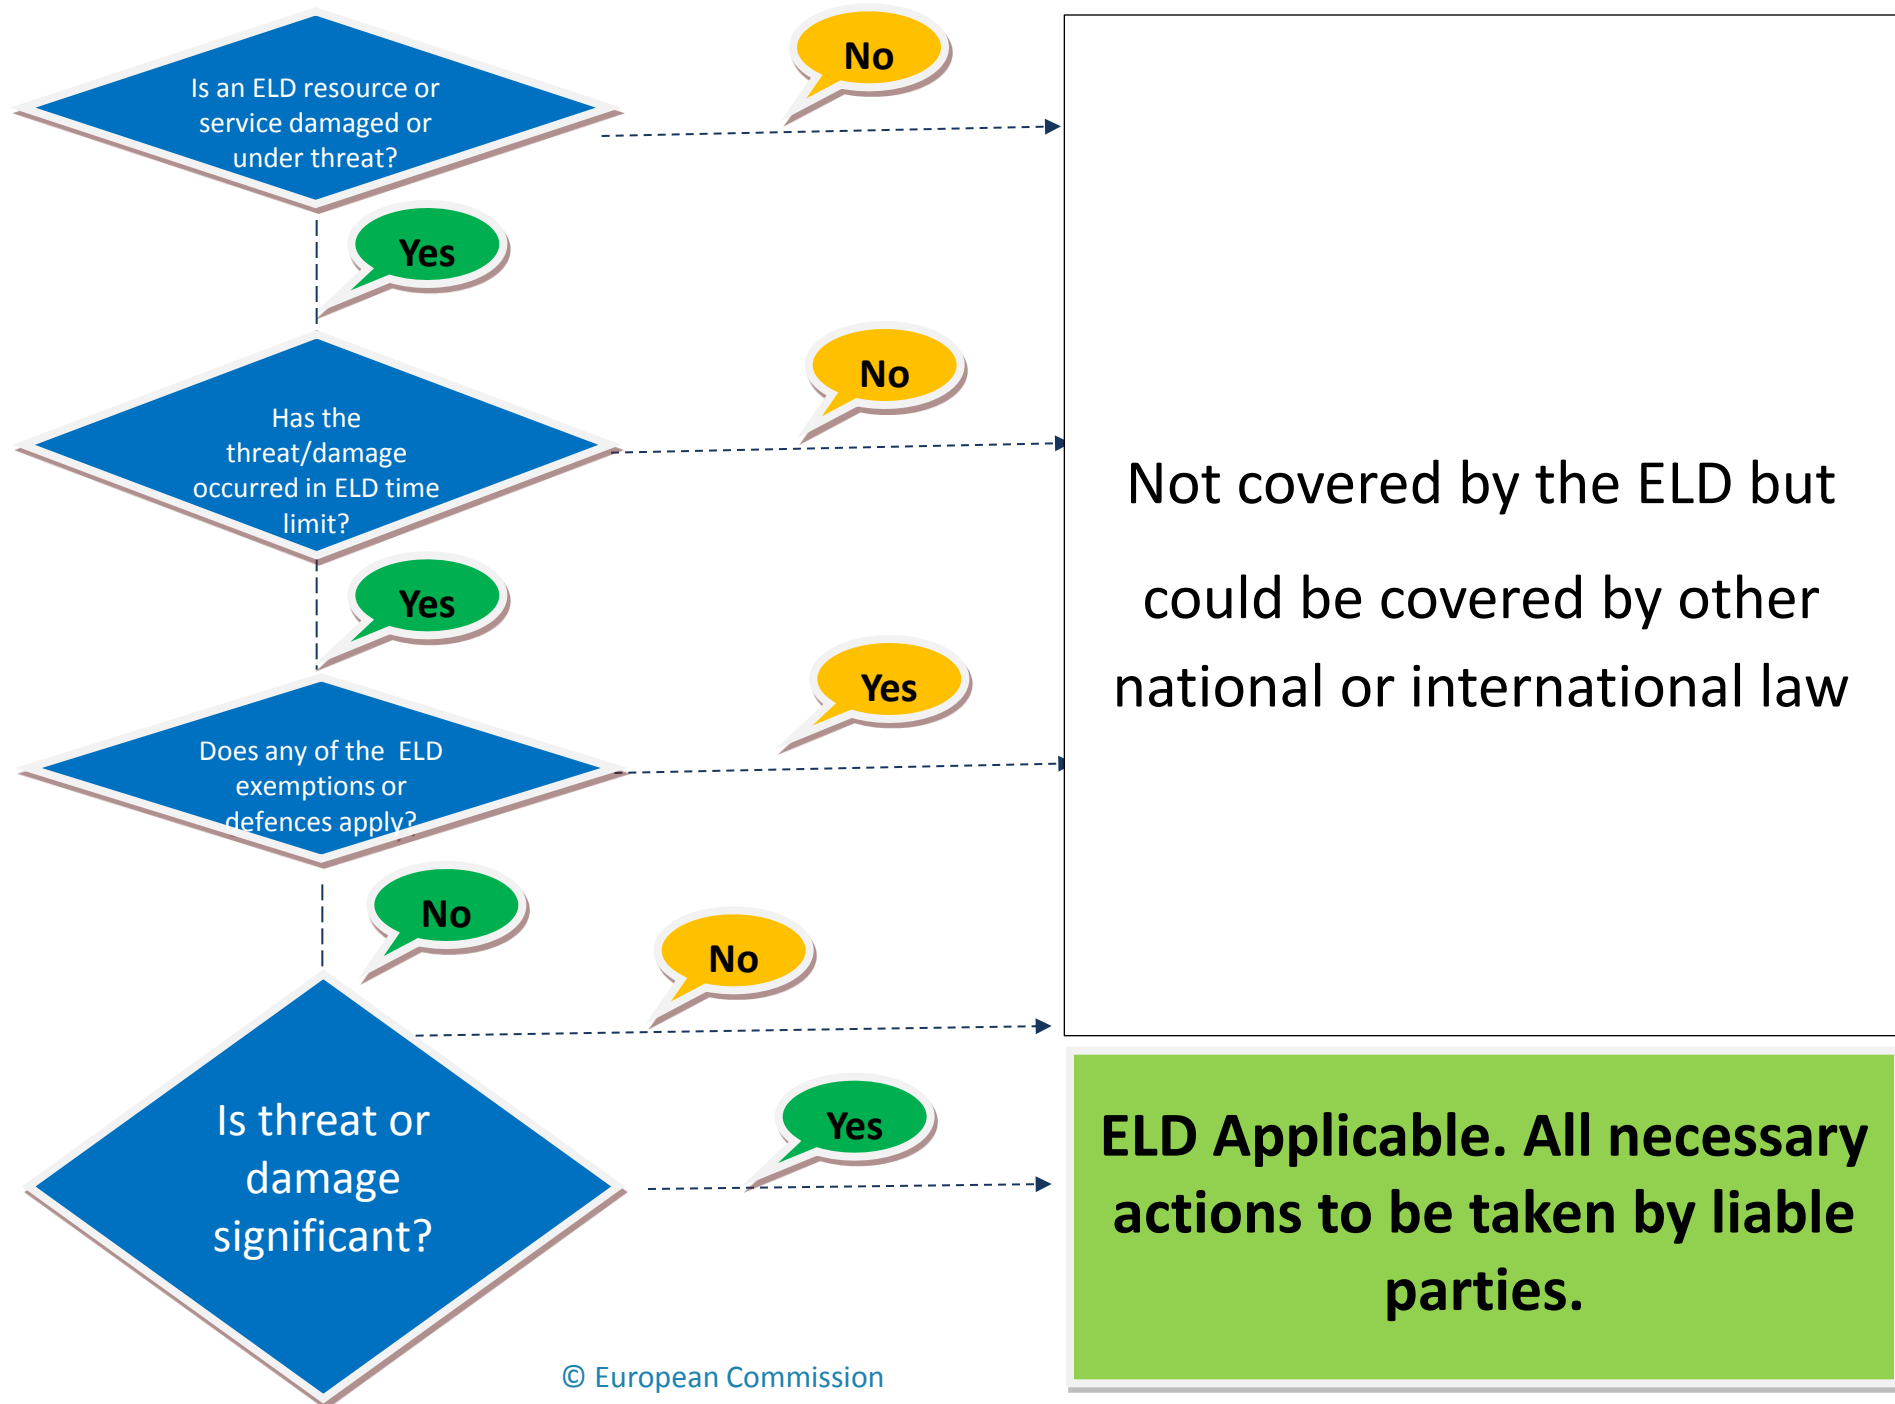 Is an ELD resource or
service damaged or
under threat?
No
Yes
Has the
threat/damage
occurred in ELD time
limit?
No
Yes
Does any of the ELD
exemptions or
defences apply?
Yes
No
No
Is threat or
damage
significant?
Yes
Not covered by the ELD but
could be covered by other
national or international law
ELD Applicable. All necessary
actions to be taken by liable
parties.
© European Commission